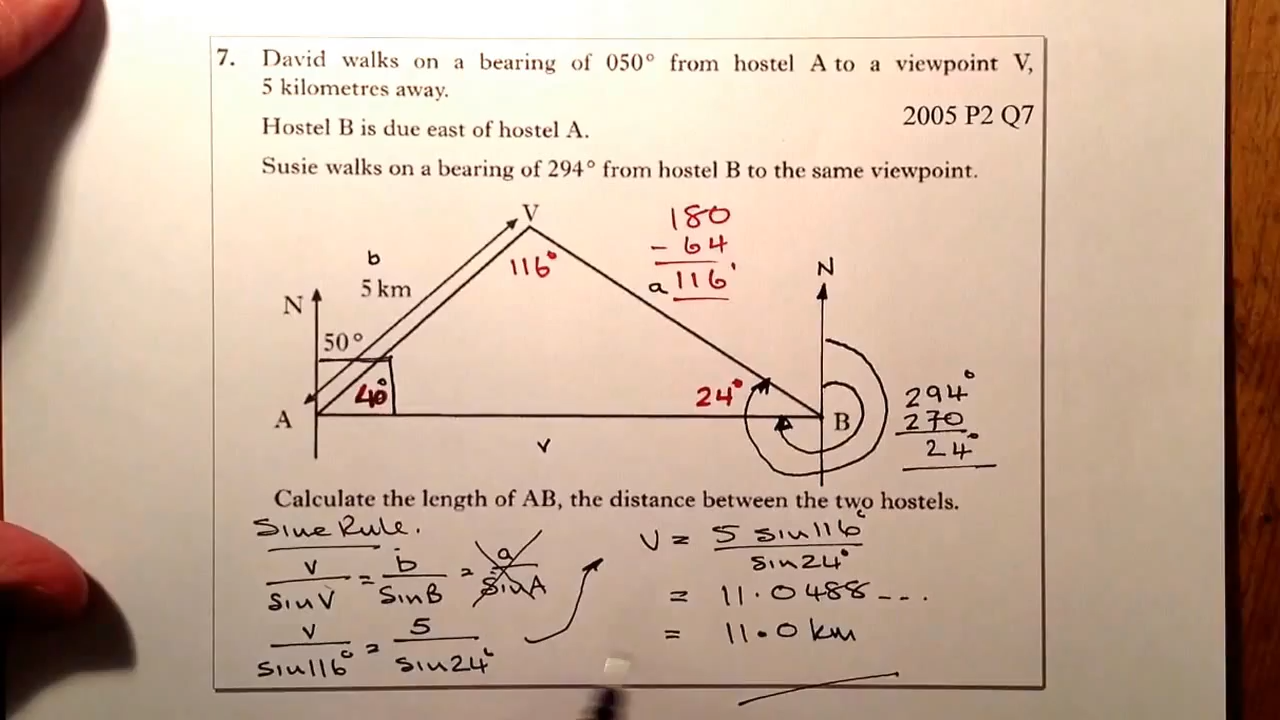 7. David walks on a bearing of 050° from hostel A to a viewpoint V,
5 kilometres away.
2005 P2 Q7
Hostel B is due east of hostel A.
Susie walks on a bearing of 294° from hostel B to the same viewpoint.
V
180
- 64
116°
a 116°
b
5 km
N
N
50°
40°
24°
A
B
v
294°
270
24°
Calculate the length of AB, the distance between the two hostels.
Sine Rule.
v/SinV = b/SinB = a/SinA
v/sin116° = 5/sin24°
V = 5 sin116°/sin24°
= 11.0488...
= 11.0 km